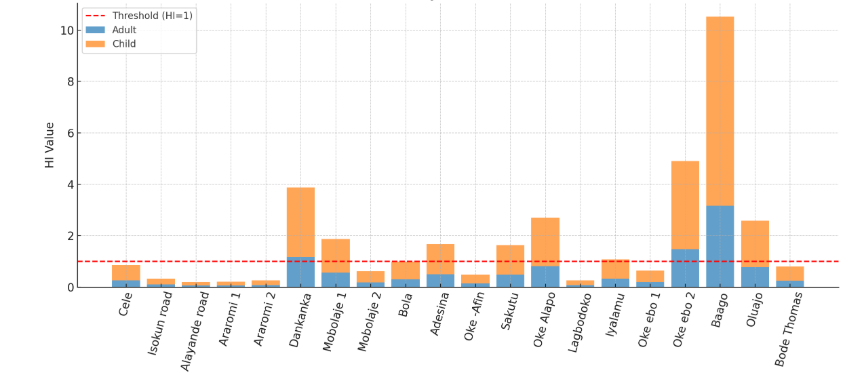 Threshold (HI=1)
Adult
Child
HI Value
10
8
6
4
2
0
Cele
Isokun road
Alayande road
Araromi 1
Araromi 2
Dankanka
Mobolaje 1
Mobolaje 2
Bola
Adesina
Oke -Afin
Sakutu
Oke Alapo
Lagbodoko
Iyalamu
Oke ebo 1
Oke ebo 2
Baago
Oluajo
Bode Thomas